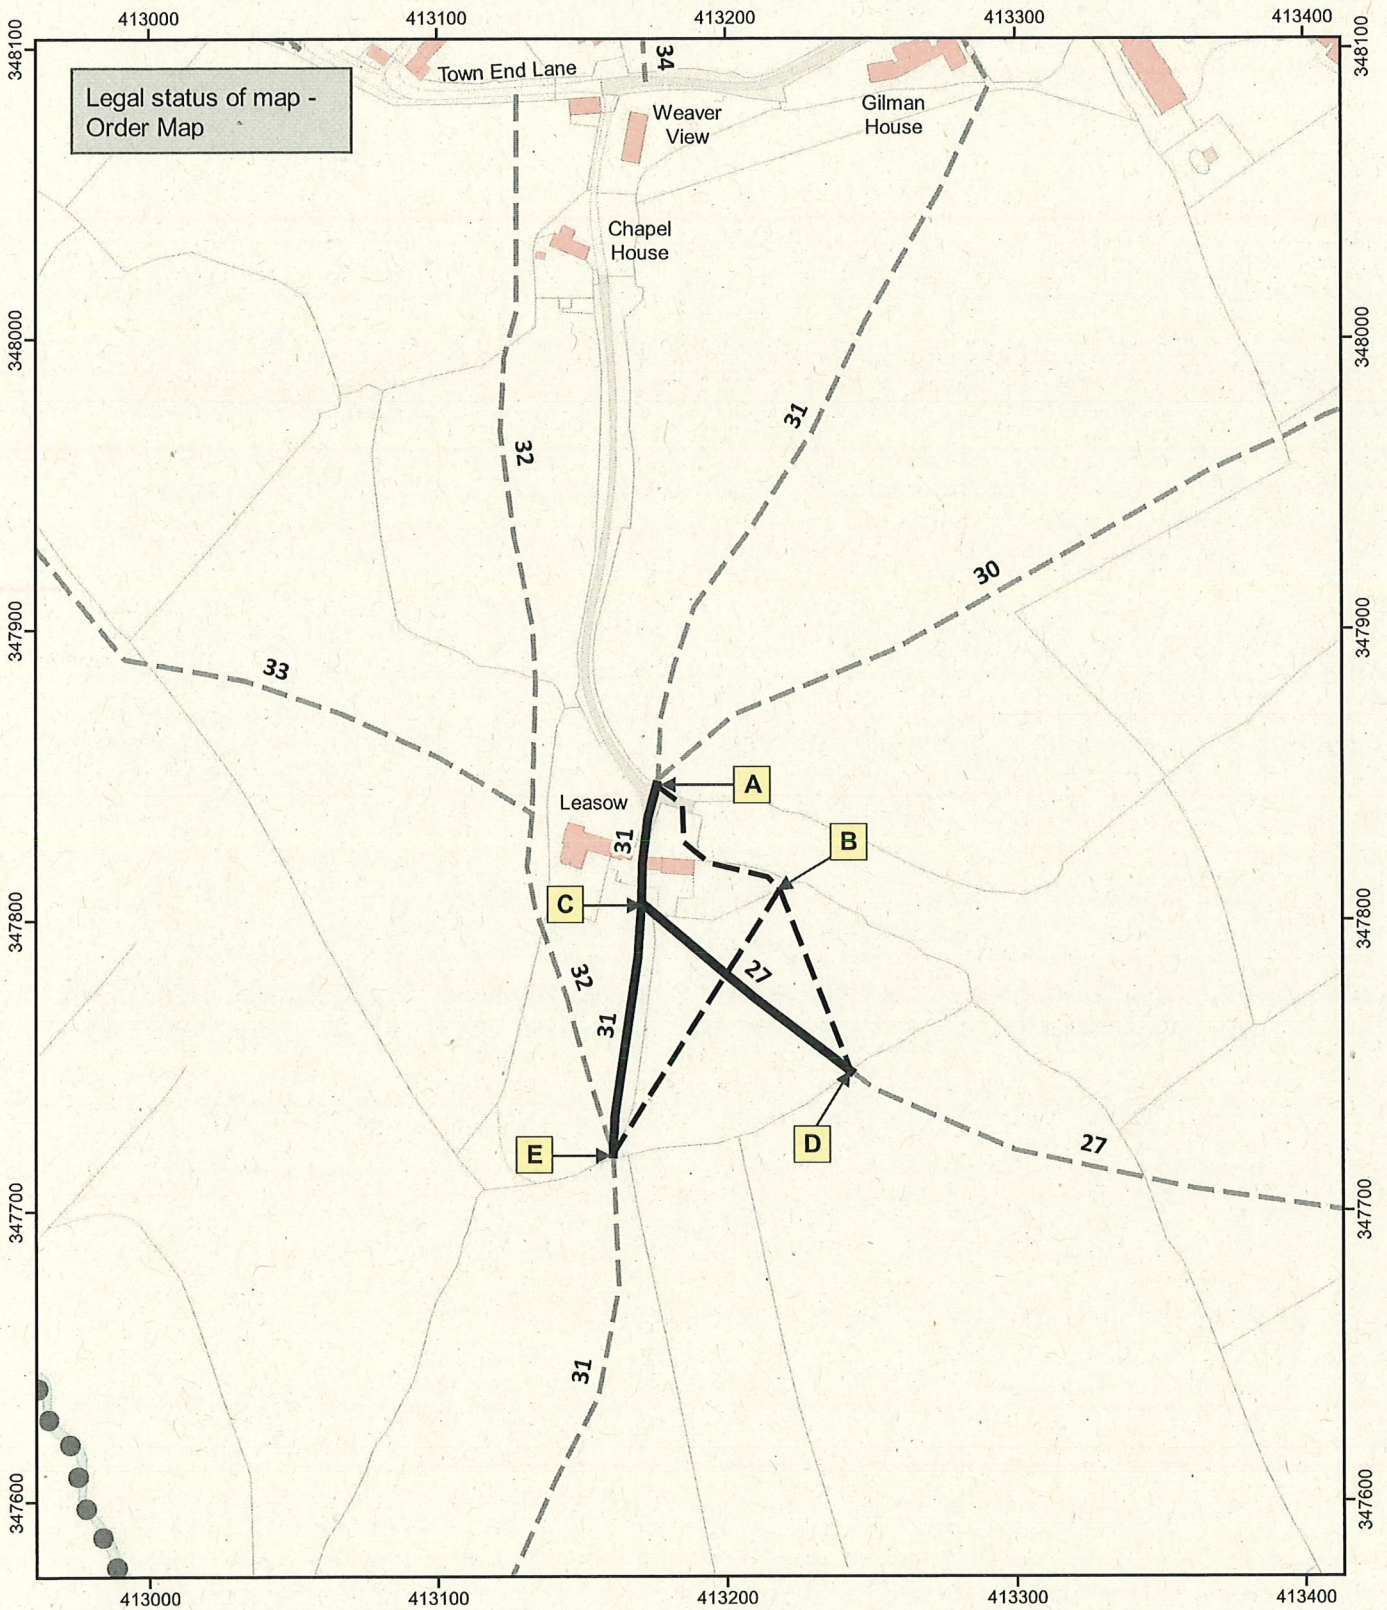 413000
413100
413200
413300
413400
348100
348100
Legal status of map -
Order Map
Town End Lane
34
Weaver
View
Gilman
House
Chapel
House
348000
348000
31
32
30
347900
347900
33
A
Leasow
31
B
C
347800
347800
27
32
31
E
D
27
347700
347700
31
347600
347600
413000
413100
413200
413300
413400